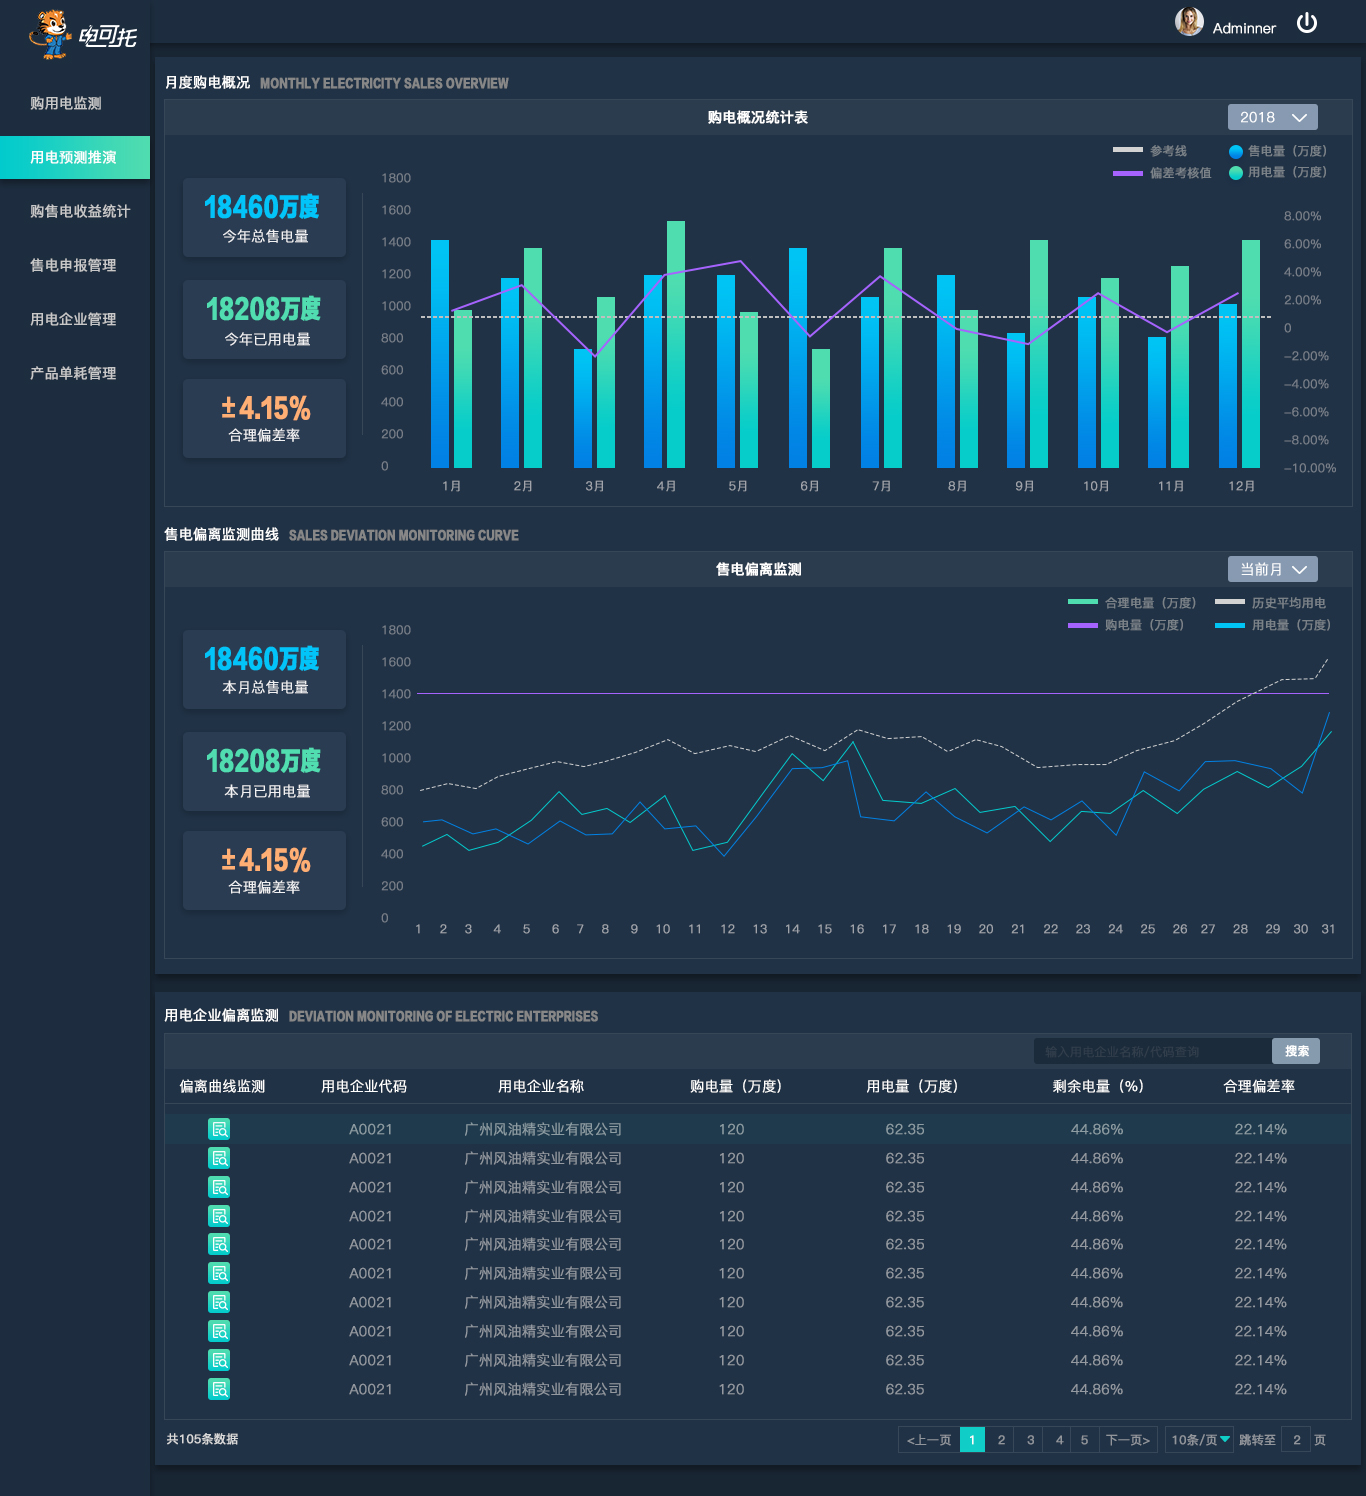 电可托
Adminner
购用电监测
用电预测推演
购售电收益统计
售电申报管理
用电企业管理
产品单耗管理
月度购电概况 MONTHLY ELECTRICITY SALES OVERVIEW
购电概况统计表
2018
参考线 售电量（万度）
偏差考核值 用电量（万度）
18460万度
今年总售电量
18208万度
今年已用电量
±4.15%
合理偏差率
1800
1600
1400
1200
1000
800
600
400
200
0
8.00%
6.00%
4.00%
2.00%
0
–2.00%
–4.00%
–6.00%
–8.00%
–10.00%
1月 2月 3月 4月 5月 6月 7月 8月 9月 10月 11月 12月
售电偏离监测曲线 SALES DEVIATION MONITORING CURVE
售电偏离监测
当前月
合理电量（万度） 历史平均用电
购电量（万度） 用电量（万度）
18460万度
本月总售电量
18208万度
本月已用电量
±4.15%
合理偏差率
1800
1600
1400
1200
1000
800
600
400
200
0
1 2 3 4 5 6 7 8 9 10 11 12 13 14 15 16 17 18 19 20 21 22 23 24 25 26 27 28 29 30 31
用电企业偏离监测 DEVIATION MONITORING OF ELECTRIC ENTERPRISES
输入用电企业名称/代码查询 搜索
偏离曲线监测 用电企业代码 用电企业名称 购电量（万度） 用电量（万度） 剩余电量（%） 合理偏差率
A0021 广州风油精实业有限公司 120 62.35 44.86% 22.14%
A0021 广州风油精实业有限公司 120 62.35 44.86% 22.14%
A0021 广州风油精实业有限公司 120 62.35 44.86% 22.14%
A0021 广州风油精实业有限公司 120 62.35 44.86% 22.14%
A0021 广州风油精实业有限公司 120 62.35 44.86% 22.14%
A0021 广州风油精实业有限公司 120 62.35 44.86% 22.14%
A0021 广州风油精实业有限公司 120 62.35 44.86% 22.14%
A0021 广州风油精实业有限公司 120 62.35 44.86% 22.14%
A0021 广州风油精实业有限公司 120 62.35 44.86% 22.14%
A0021 广州风油精实业有限公司 120 62.35 44.86% 22.14%
共105条数据 <上一页 1 2 3 4 5 下一页> 10条/页 跳转至 2 页